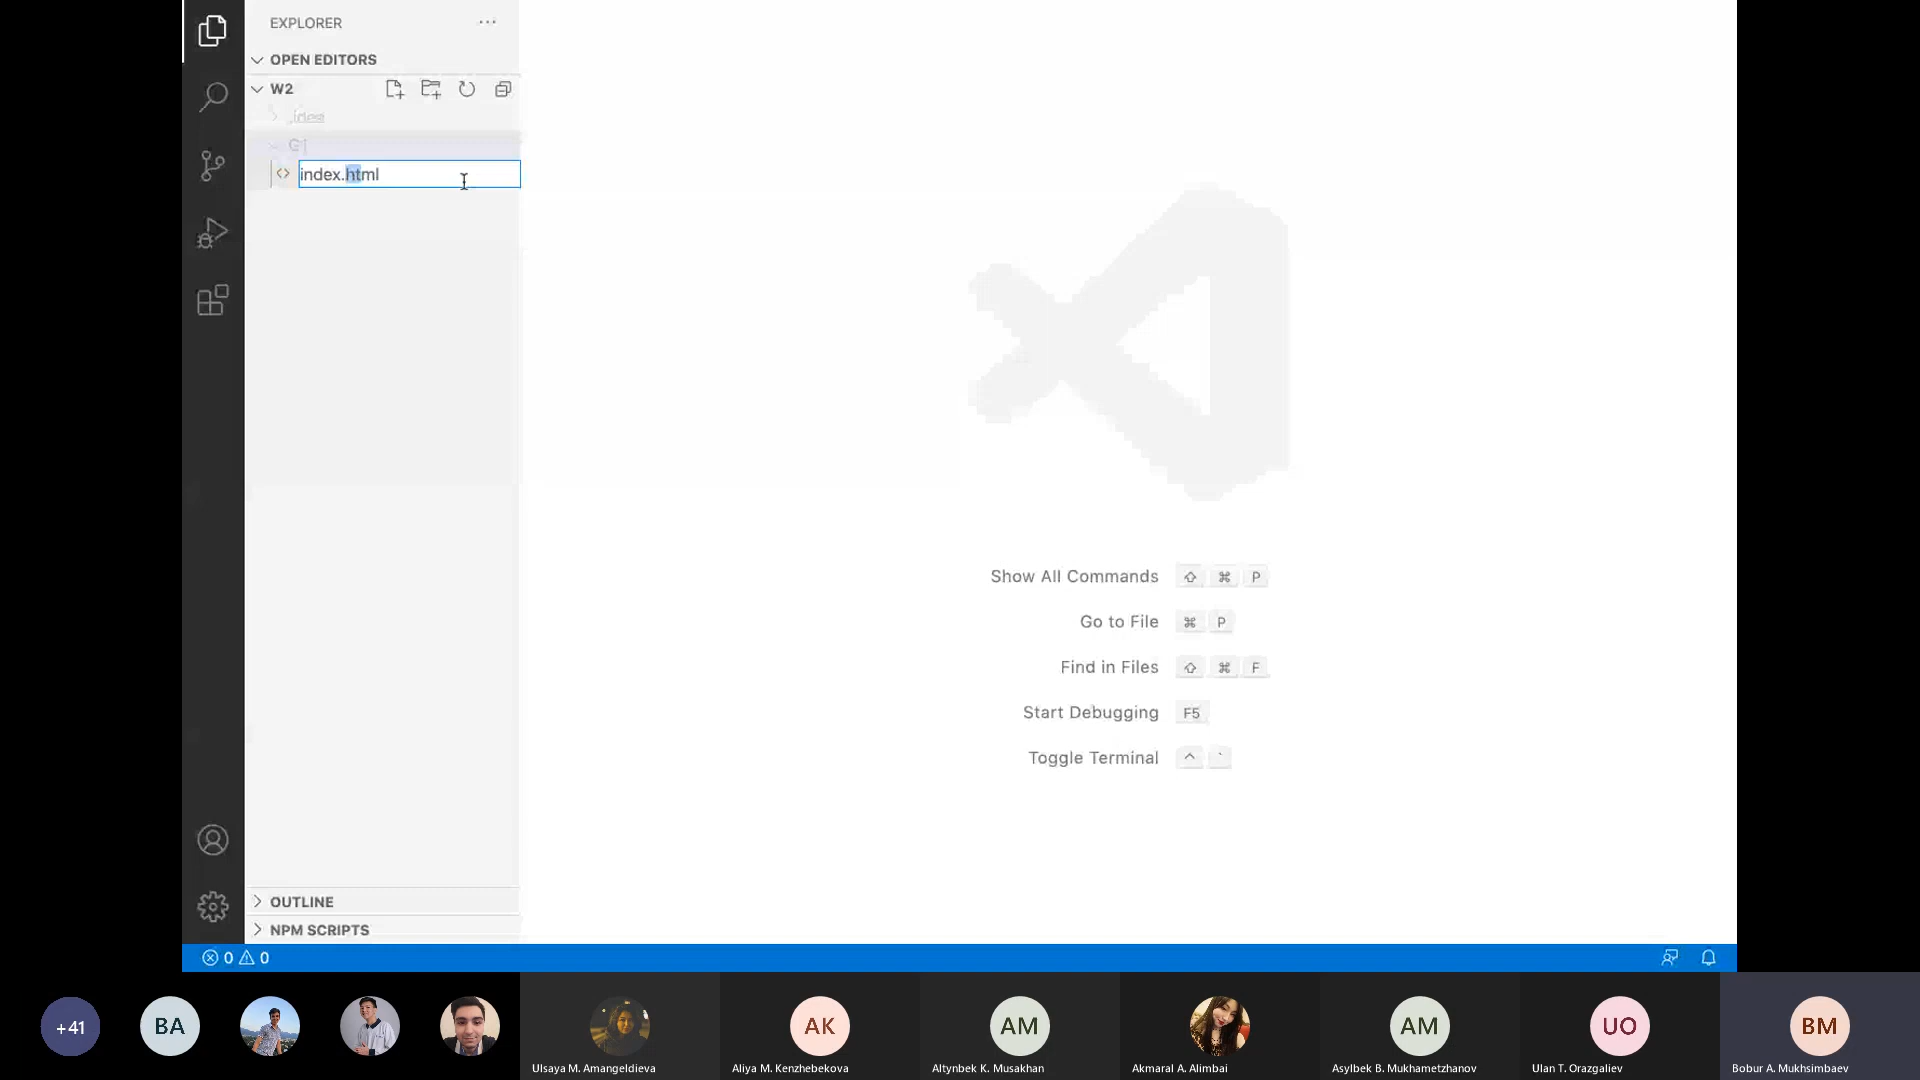 EXPLORER
OPEN EDITORS
W2
.idea
index.html
Show All Commands ⇧ ⌘ P
Go to File ⌘ P
Find in Files ⇧ ⌘ F
Start Debugging F5
Toggle Terminal ^ `
OUTLINE
NPM SCRIPTS
0 0
+41
BA
AK
AM
AM
UO
BM
Ulsaya M. Amangeldieva
Aliya M. Kenzhebekova
Altynbek K. Musakhan
Akmaral A. Alimbai
Asylbek B. Mukhametzhanov
Ulan T. Orazgaliev
Bobur A. Mukhsimbaev